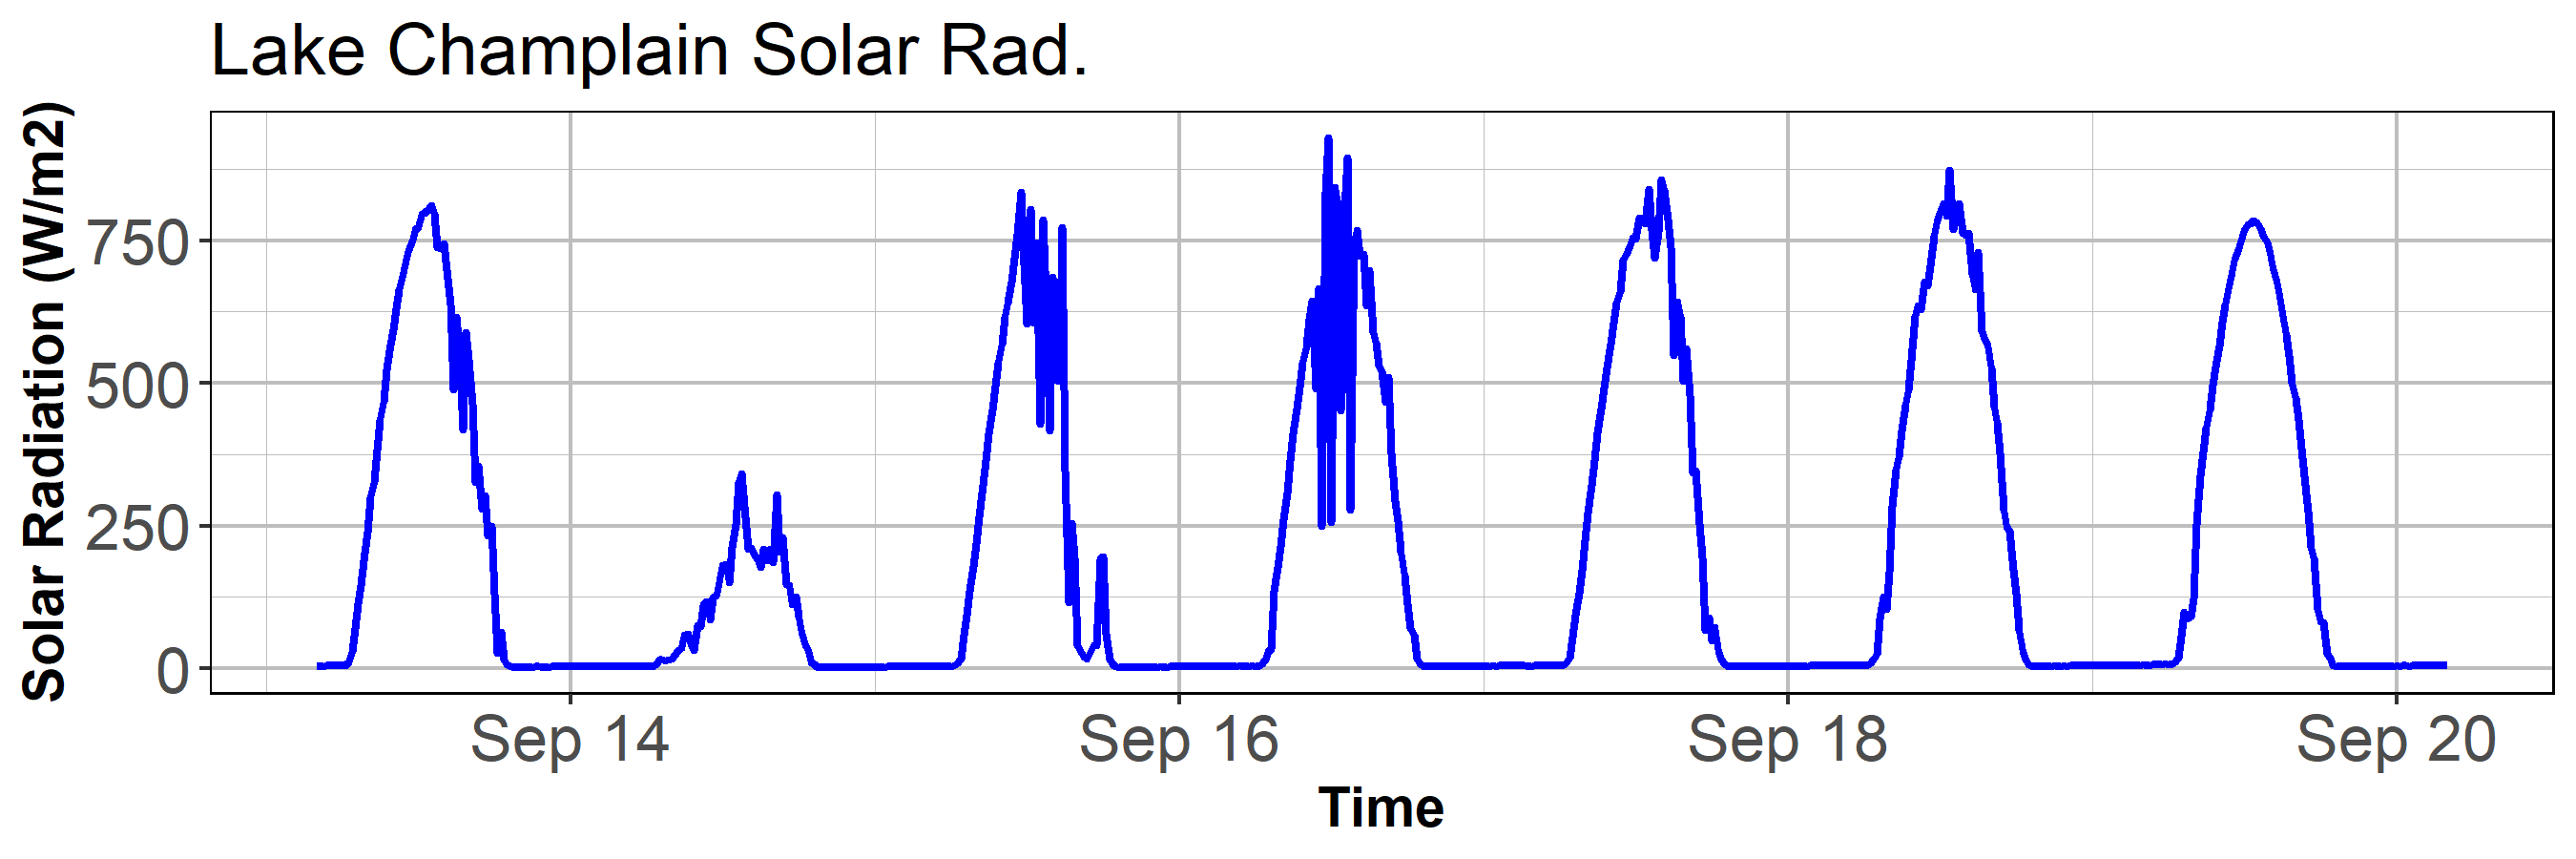 Lake Champlain Solar Rad.
Solar Radiation (W/m2)
750
500
250
0
Sep 14 Sep 16 Sep 18 Sep 20
Time